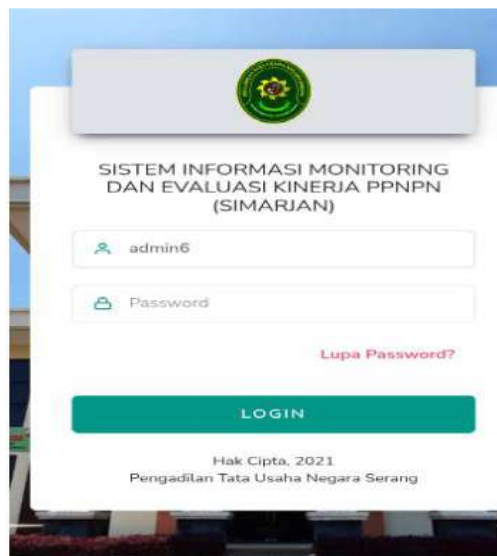 SISTEM INFORMASI MONITORING
DAN EVALUASI KINERJA PPNPN
(SIMARJAN)
admin6
Password
Lupa Password?
LOGIN
Hak Cipta, 2021
Pengadilan Tata Usaha Negara Serang